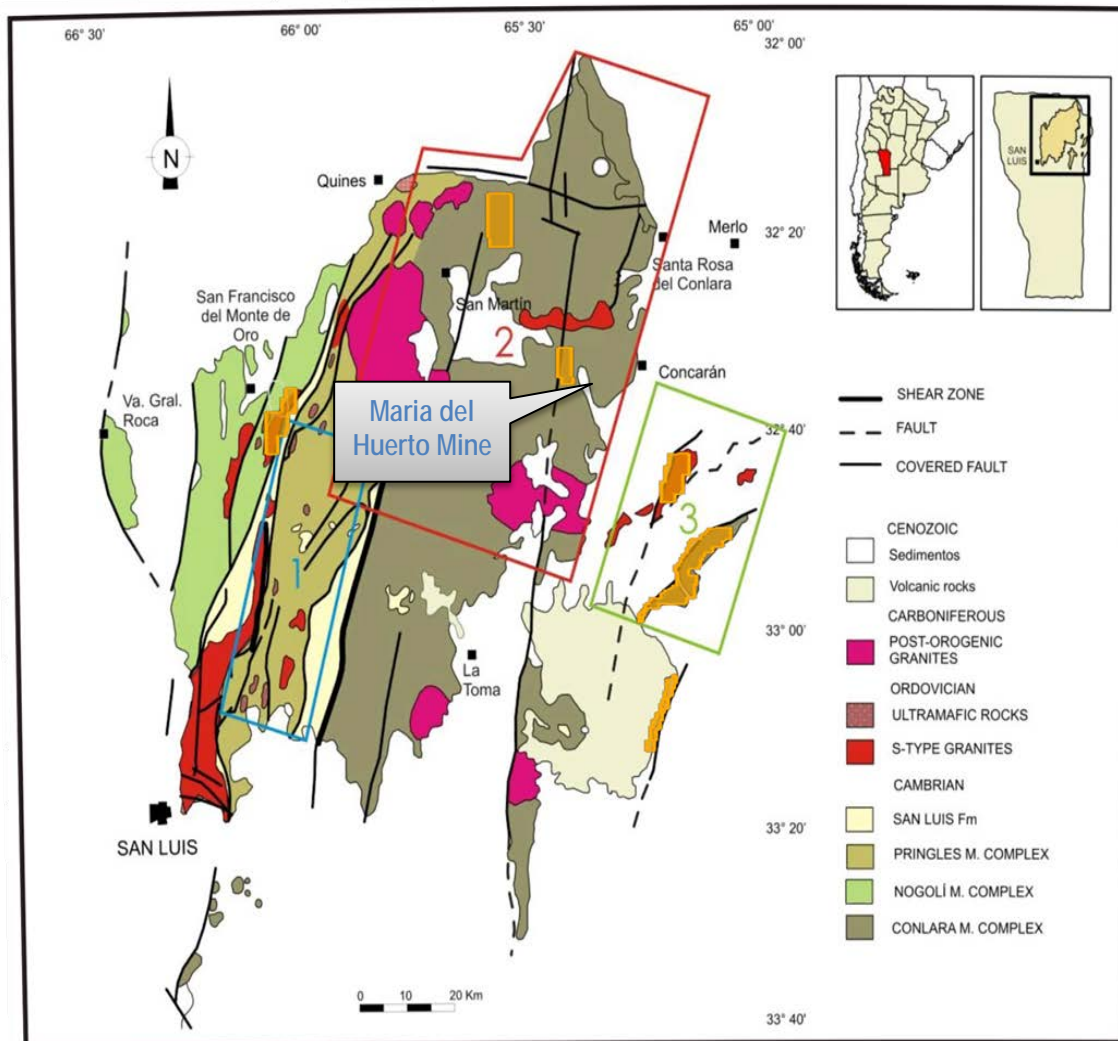 66° 30'
66° 00'
65° 30'
65° 00'
32° 00'
N
Quines
32° 20'
Merlo
Santa Rosa
del Conlara
San Martín
San Francisco
del Monte de
Oro
2
Concarán
Va. Gral.
Roca
Maria del
Huerto Mine
32° 40'
3
1
33° 00'
La
Toma
33° 20'
SAN LUIS
0 10 20 Km
33° 40'
SAN
LUIS
SHEAR ZONE
FAULT
COVERED FAULT
CENOZOIC
Sedimentos
Volcanic rocks
CARBONIFEROUS
POST-OROGENIC
GRANITES
ORDOVICIAN
ULTRAMAFIC ROCKS
S-TYPE GRANITES
CAMBRIAN
SAN LUIS Fm
PRINGLES M. COMPLEX
NOGOLÍ M. COMPLEX
CONLARA M. COMPLEX